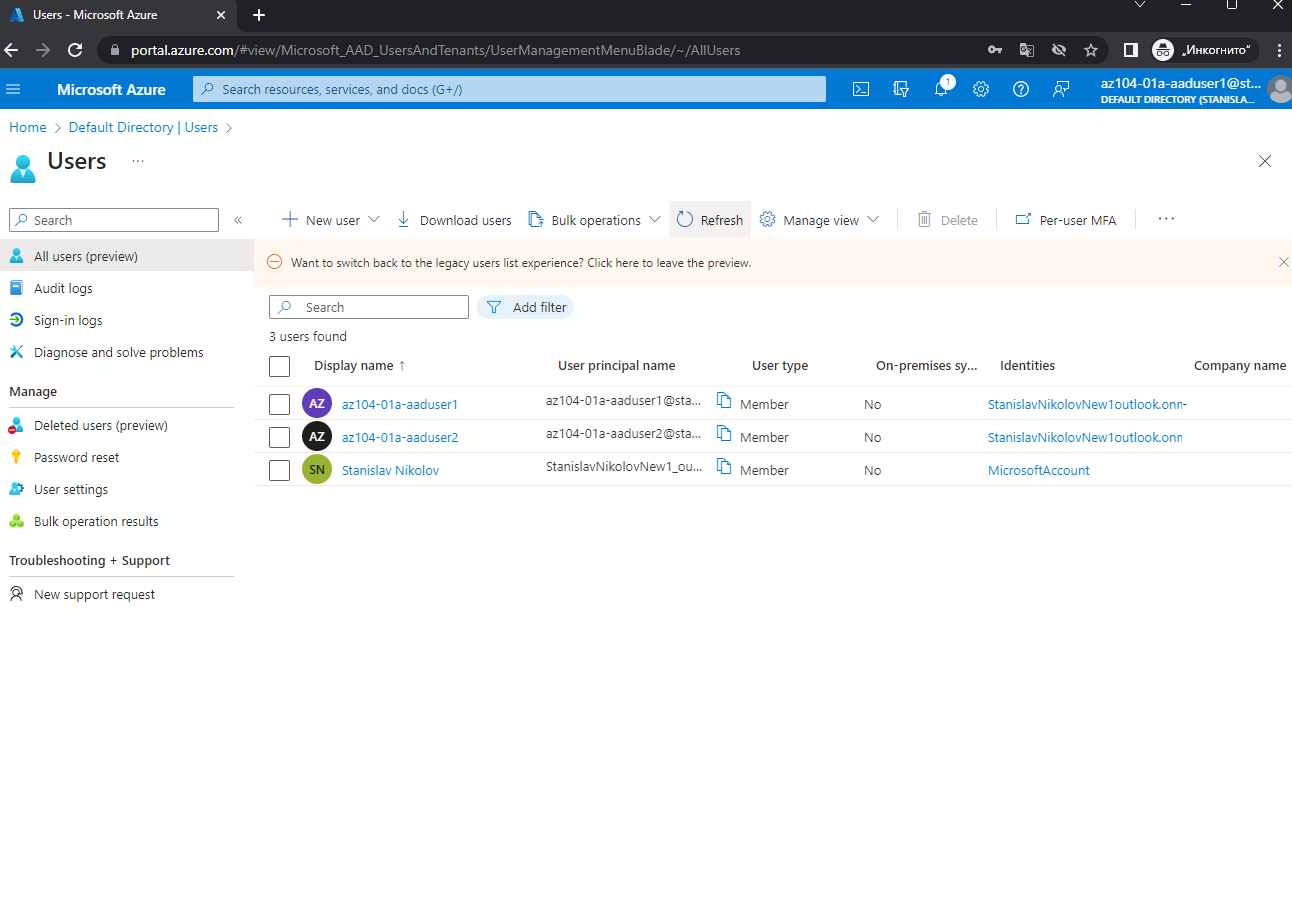 Users - Microsoft Azure
portal.azure.com/#view/Microsoft_AAD_UsersAndTenants/UserManagementMenuBlade/~/AllUsers
„Инкогнито“
Microsoft Azure
Search resources, services, and docs (G+/)
1
az104-01a-aaduser1@st...
DEFAULT DIRECTORY (STANISLA...
Home > Default Directory | Users >
Users ...
Search «
New user Download users Bulk operations Refresh Manage view Delete Per-user MFA ...
All users (preview)
Audit logs
Sign-in logs
Diagnose and solve problems
Manage
Deleted users (preview)
Password reset
User settings
Bulk operation results
Troubleshooting + Support
New support request
Want to switch back to the legacy users list experience? Click here to leave the preview.
Search Add filter
3 users found
Display name ↑ User principal name User type On-premises sy... Identities Company name
AZ az104-01a-aaduser1 az104-01a-aaduser1@sta... Member No StanislavNikolovNew1outlook.onn-
AZ az104-01a-aaduser2 az104-01a-aaduser2@sta... Member No StanislavNikolovNew1outlook.onn
SN Stanislav Nikolov StanislavNikolovNew1_ou... Member No MicrosoftAccount